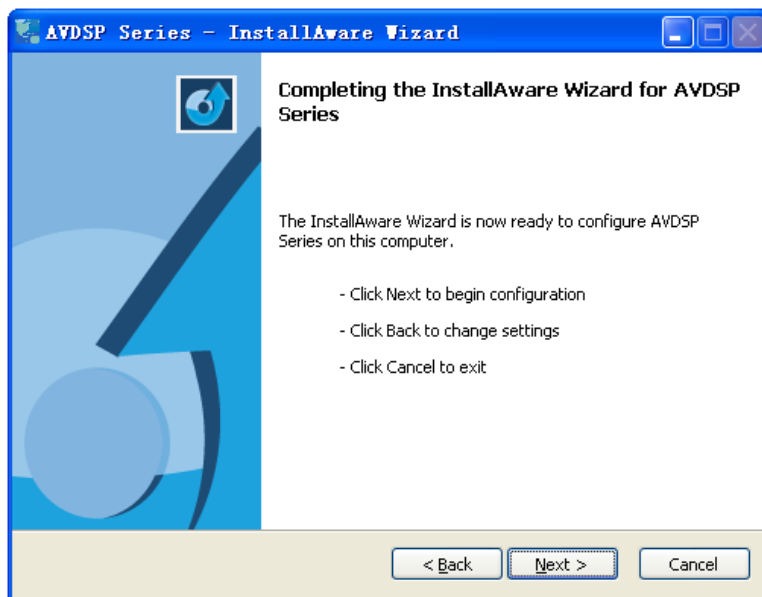 AVDSP Series - InstallAware Wizard
Completing the InstallAware Wizard for AVDSP
Series
The InstallAware Wizard is now ready to configure AVDSP
Series on this computer.
- Click Next to begin configuration
- Click Back to change settings
- Click Cancel to exit
< Back
Next >
Cancel